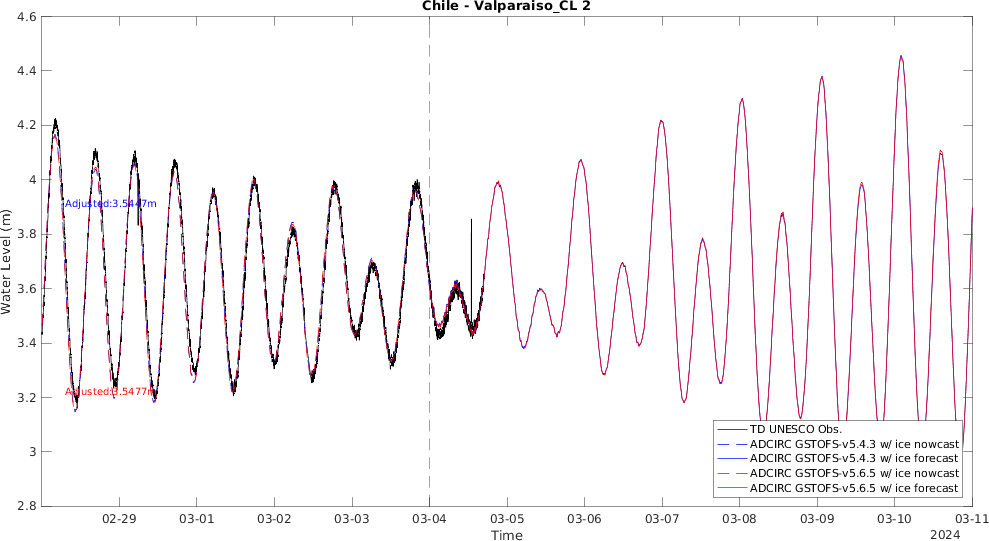 Chile - Valparaiso_CL 2
4.6
4.4
4.2
4
3.8
3.6
3.4
3.2
3
2.8
Water Level (m)
Adjusted:3.5447m
Adjusted:3.5477m
TD UNESCO Obs.
ADCIRC GSTOFS-v5.4.3 w/ ice nowcast
ADCIRC GSTOFS-v5.4.3 w/ ice forecast
ADCIRC GSTOFS-v5.6.5 w/ ice nowcast
ADCIRC GSTOFS-v5.6.5 w/ ice forecast
02-29 03-01 03-02 03-03 03-04 03-05 03-06 03-07 03-08 03-09 03-10 03-11
Time
2024